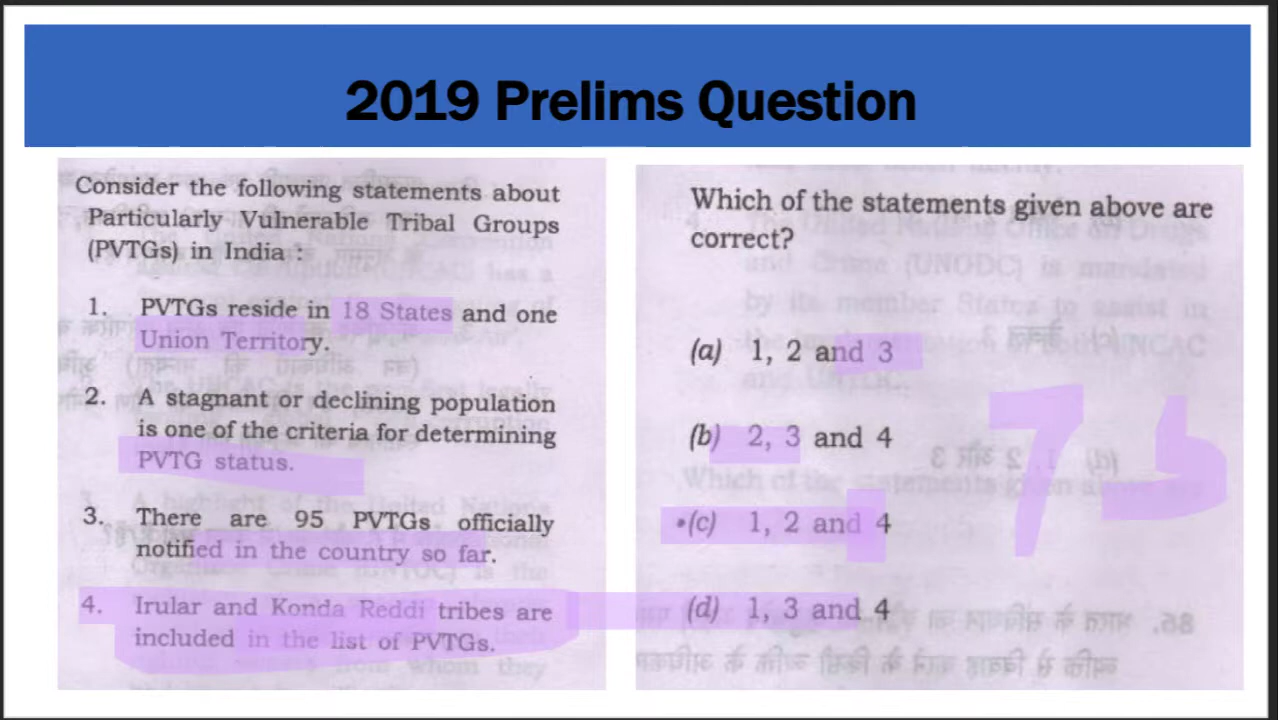 2019 Prelims Question
Consider the following statements about
Particularly Vulnerable Tribal Groups
(PVTGs) in India :
1. PVTGs reside in 18 States and one
Union Territory.
2. A stagnant or declining population
is one of the criteria for determining
PVTG status.
3. There are 95 PVTGs officially
notified in the country so far.
4. Irular and Konda Reddi tribes are
included in the list of PVTGs.
Which of the statements given above are
correct?
(a) 1, 2 and 3
(b) 2, 3 and 4
(c) 1, 2 and 4
(d) 1, 3 and 4
75